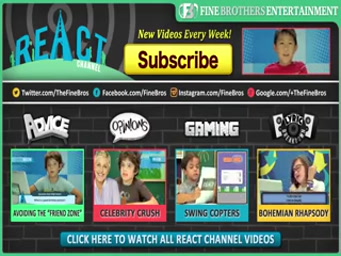 FINE BROTHERS ENTERTAINMENT
REACT
CHANNEL
New Videos Every Week!
Subscribe
Twitter.com/TheFineBros
Facebook.com/FineBros
Instagram.com/FineBros
Google.com/+TheFineBros
ADVICE
OPINIONS
GAMING
LYRIC
AVOIDING THE "FRIEND ZONE"
CELEBRITY CRUSH
SWING COPTERS
BOHEMIAN RHAPSODY
CLICK HERE TO WATCH ALL REACT CHANNEL VIDEOS